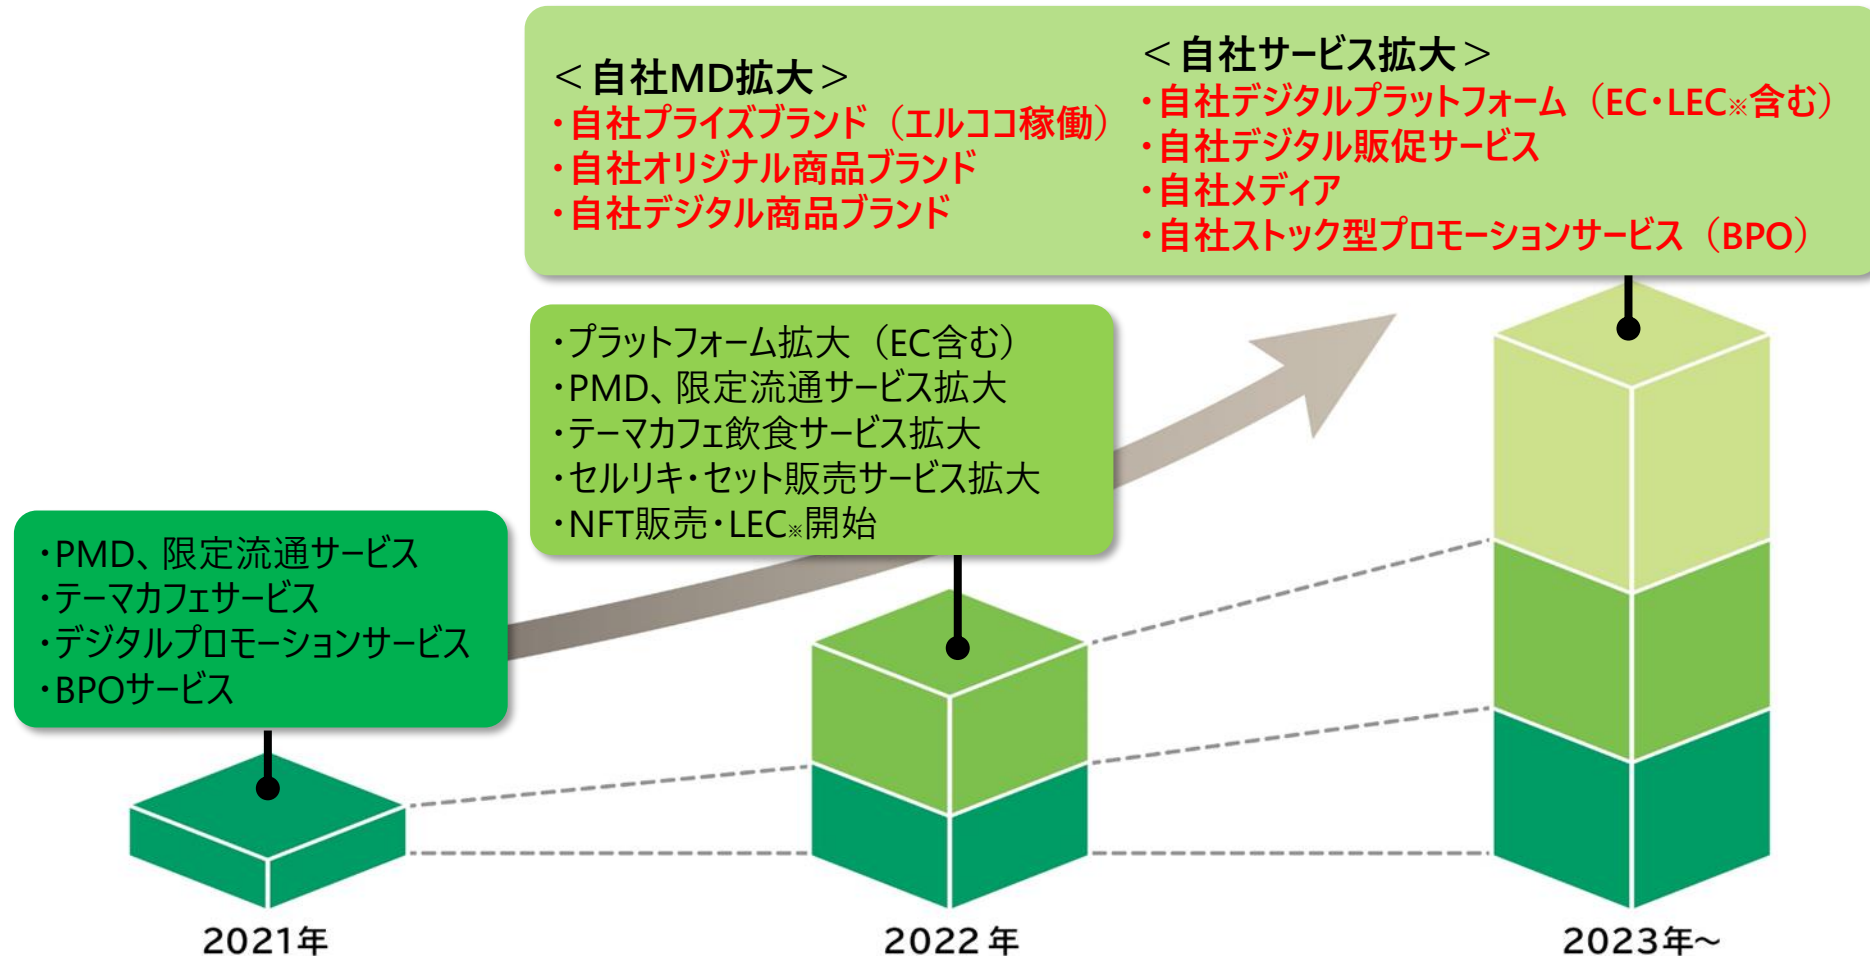 ＜自社MD拡大＞
・自社プライズブランド（エルココ稼働）
・自社オリジナル商品ブランド
・自社デジタル商品ブランド
＜自社サービス拡大＞
・自社デジタルプラットフォーム（EC・LEC※含む）
・自社デジタル販促サービス
・自社メディア
・自社ストック型プロモーションサービス（BPO）
・プラットフォーム拡大（EC含む）
・PMD、限定流通サービス拡大
・テーマカフェ飲食サービス拡大
・セルリキ・セット販売サービス拡大
・NFT販売・LEC※開始
・PMD、限定流通サービス
・テーマカフェサービス
・デジタルプロモーションサービス
・BPOサービス
2021年
2022年
2023年～